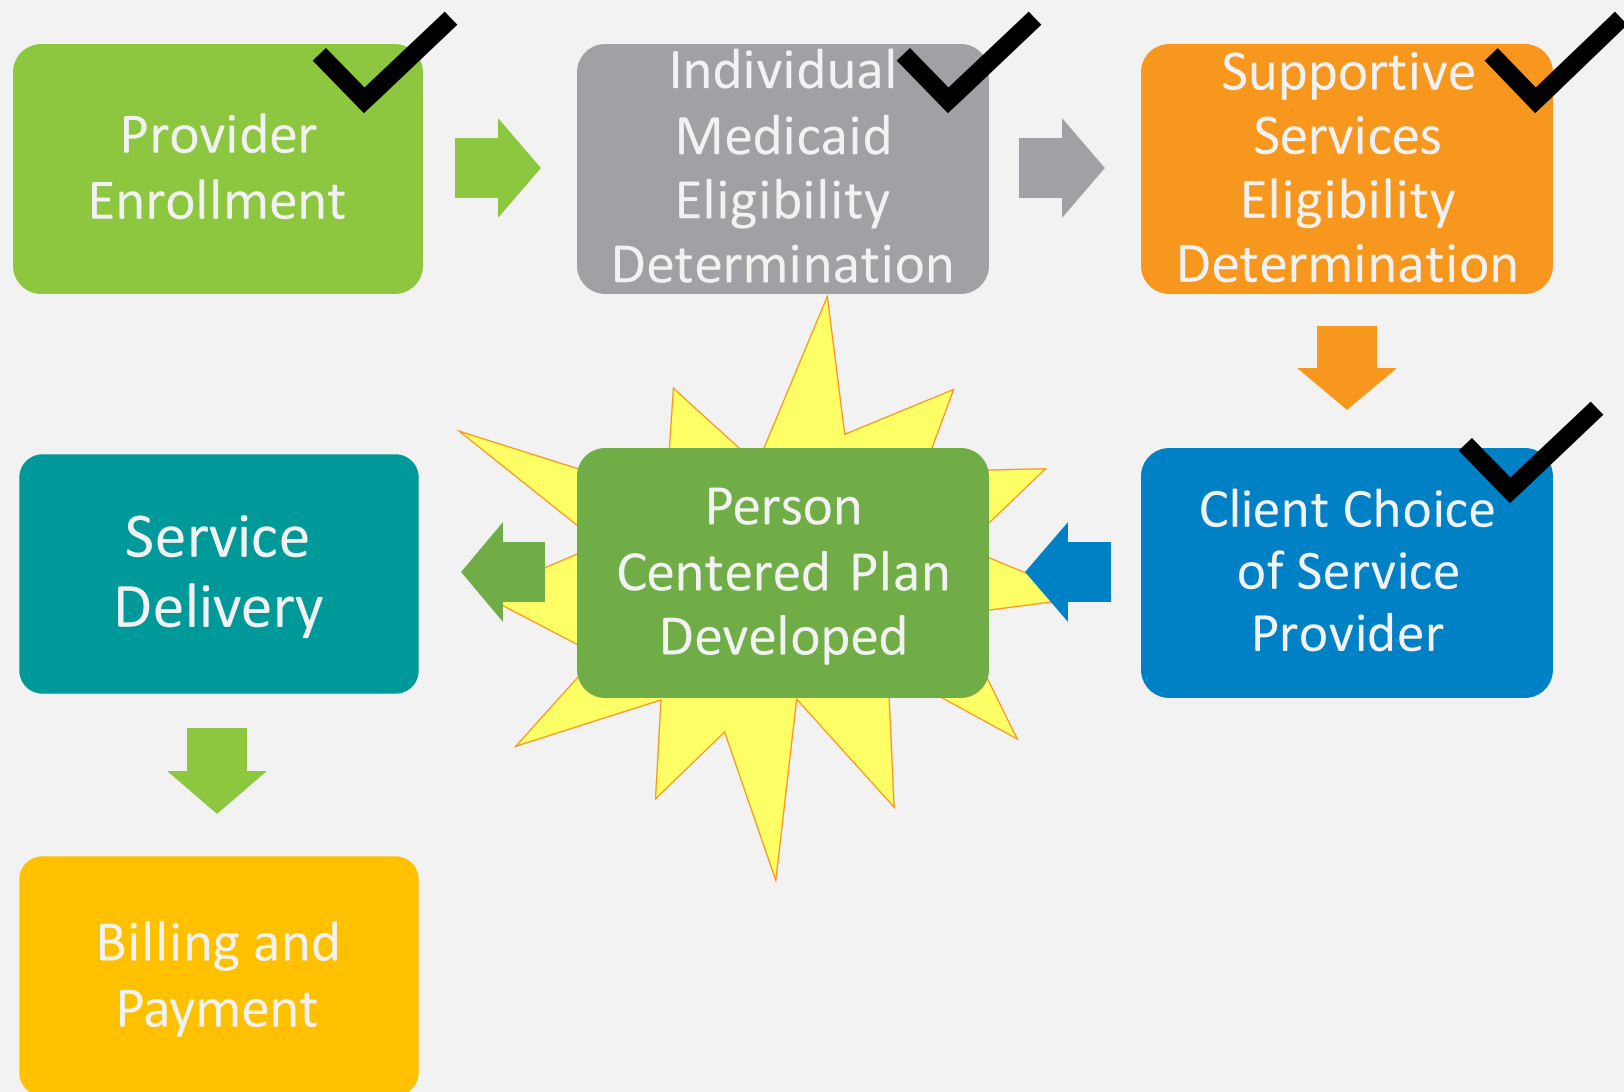 Provider
Enrollment
Individual
Medicaid
Eligibility
Determination
Supportive
Services
Eligibility
Determination
Client Choice
of Service
Provider
Person
Centered Plan
Developed
Service
Delivery
Billing and
Payment